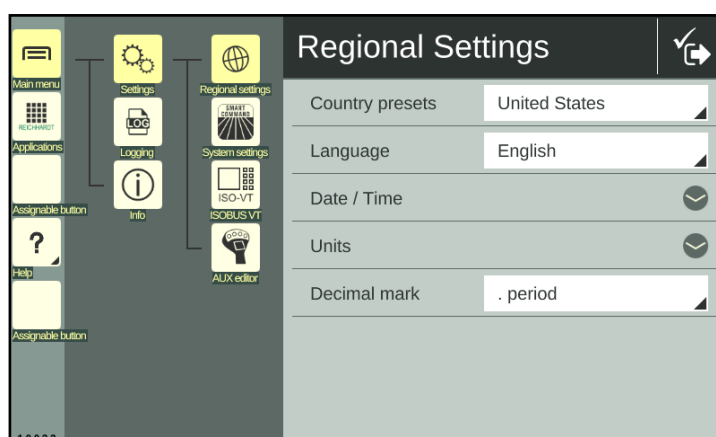 Main menu
REICHHARDT
Applications
Assignable button
?
Help
Assignable button
Settings
LOG
Logging
Info
Regional settings
SMART
COMMAND
System settings
ISO-VT
ISOBUS VT
AUX editor
Regional Settings
Country presets United States
Language English
Date / Time
Units
Decimal mark . period